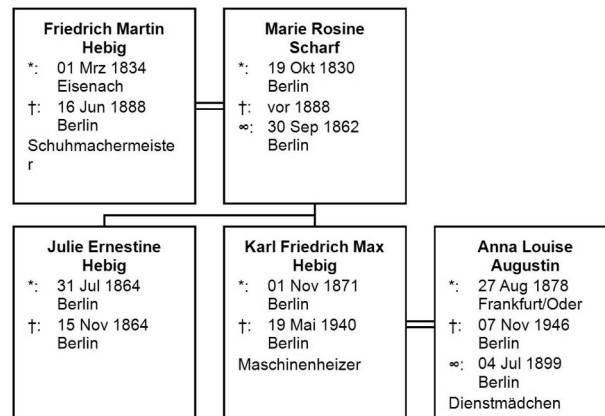 Friedrich Martin
Hebig
*: 01 Mrz 1834
Eisenach
†: 16 Jun 1888
Berlin
Schuhmachermeiste
r
Marie Rosine
Scharf
*: 19 Okt 1830
Berlin
†: vor 1888
∞: 30 Sep 1862
Berlin
Julie Ernestine
Hebig
*: 31 Jul 1864
Berlin
†: 15 Nov 1864
Berlin
Karl Friedrich Max
Hebig
*: 01 Nov 1871
Berlin
†: 19 Mai 1940
Berlin
Maschinenheizer
Anna Louise
Augustin
*: 27 Aug 1878
Frankfurt/Oder
†: 07 Nov 1946
Berlin
∞: 04 Jul 1899
Berlin
Dienstmädchen